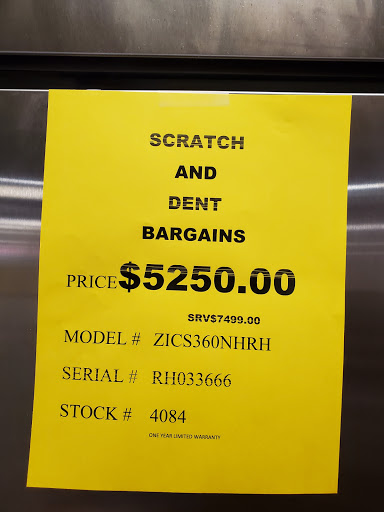 SCRATCH
AND
DENT
BARGAINS
PRICE$5250.00
SRV$7499.00
MODEL # ZICS360NHRH
SERIAL # RH033666
STOCK # 4084
ONE YEAR LIMITED WARRANTY